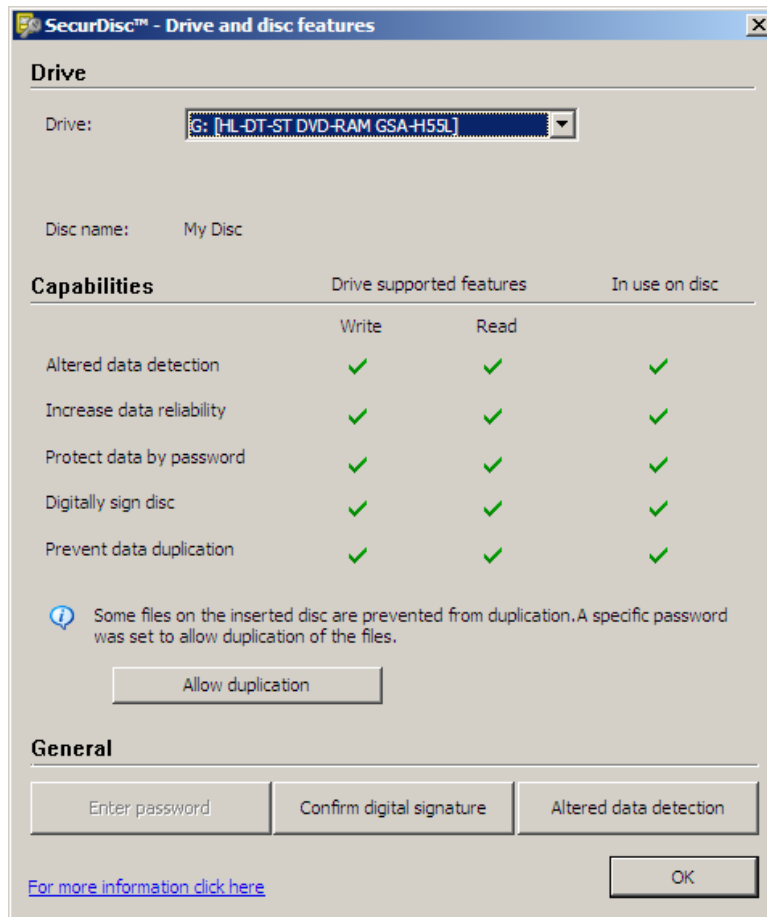 SecurDisc™ - Drive and disc features
Drive
Drive: G: [HL-DT-ST DVD-RAM GSA-H55L]
Disc name: My Disc
Capabilities Drive supported features In use on disc
Write Read
Altered data detection
Increase data reliability
Protect data by password
Digitally sign disc
Prevent data duplication
Some files on the inserted disc are prevented from duplication.A specific password
was set to allow duplication of the files.
Allow duplication
General
Enter password Confirm digital signature Altered data detection
For more information click here OK